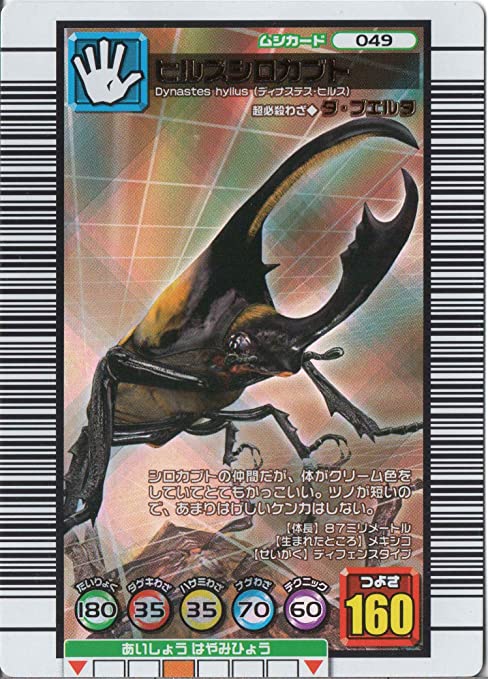 ムシカード 049
ヒルスシロカブト
Dynastes hyllus (ディナステス・ヒルス)
超必殺わざ◆ ダ・ブエルタ
シロカブトの仲間だが、体がクリーム色を
していてとてもかっこいい。ツノが短いの
で、あまりはげしいケンカはしない。
【体長】87ミリメートル
【生まれたところ】メキシコ
【せいかく】ディフェンスタイプ
たいりょく ダゲキわざ ハサミわざ ナゲわざ テクニック つよさ
180 35 35 70 60 160
あいしょう はやみひょう